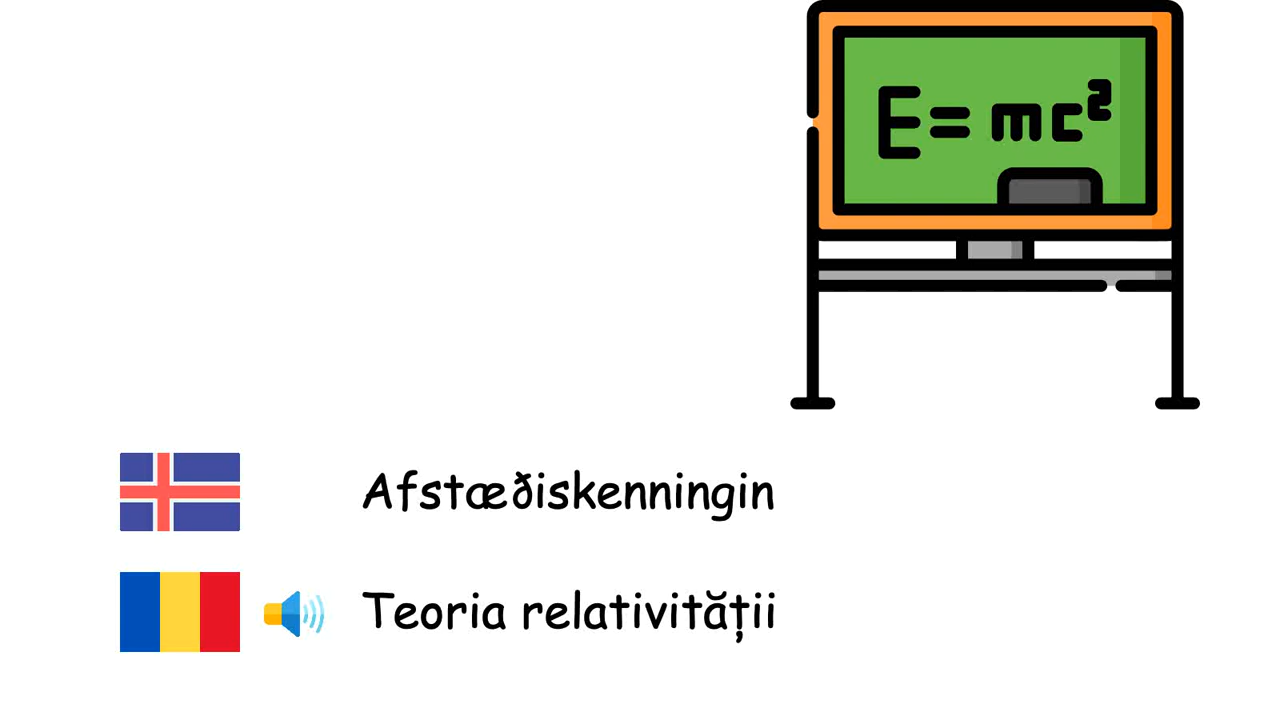 E = mc²
Afstæðiskenningin
Teoria relativității